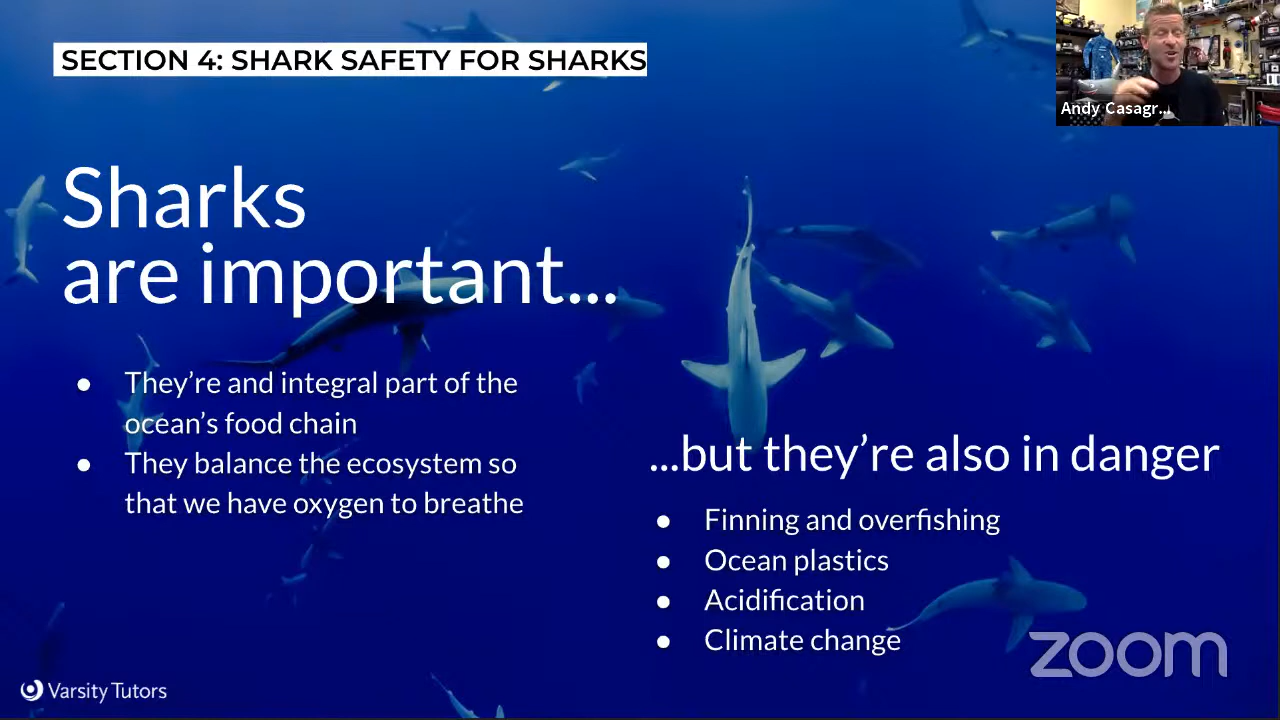 SECTION 4: SHARK SAFETY FOR SHARKS
Andy Casagr...
Sharks
are important...
● They're and integral part of the
ocean's food chain
● They balance the ecosystem so
that we have oxygen to breathe
...but they're also in danger
● Finning and overfishing
● Ocean plastics
● Acidification
● Climate change
zoom
Varsity Tutors